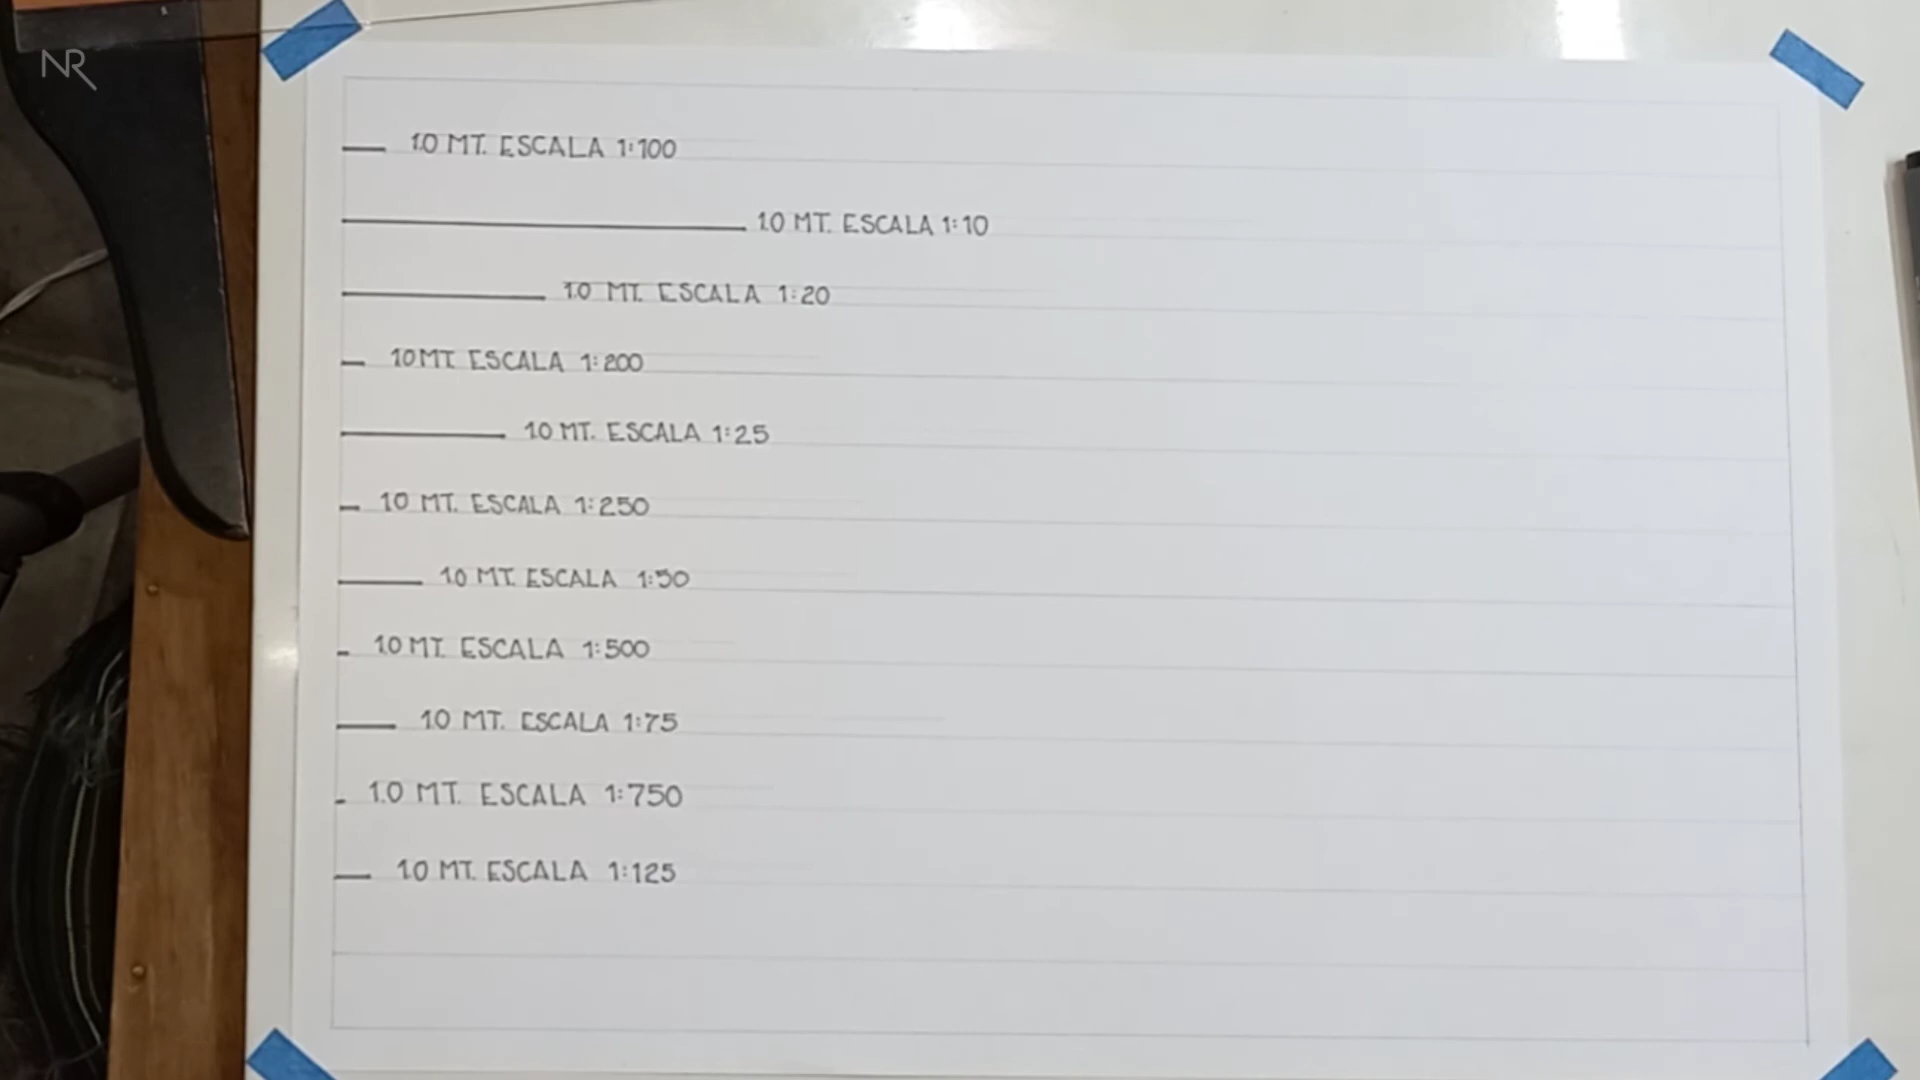 NR
1.0 MT. ESCALA 1:100
1.0 MT. ESCALA 1:10
1.0 MT. ESCALA 1:20
1.0 MT. ESCALA 1:200
1.0 MT. ESCALA 1:25
1.0 MT. ESCALA 1:250
1.0 MT. ESCALA 1:50
1.0 MT. ESCALA 1:500
1.0 MT. ESCALA 1:75
1.0 MT. ESCALA 1:750
1.0 MT. ESCALA 1:125